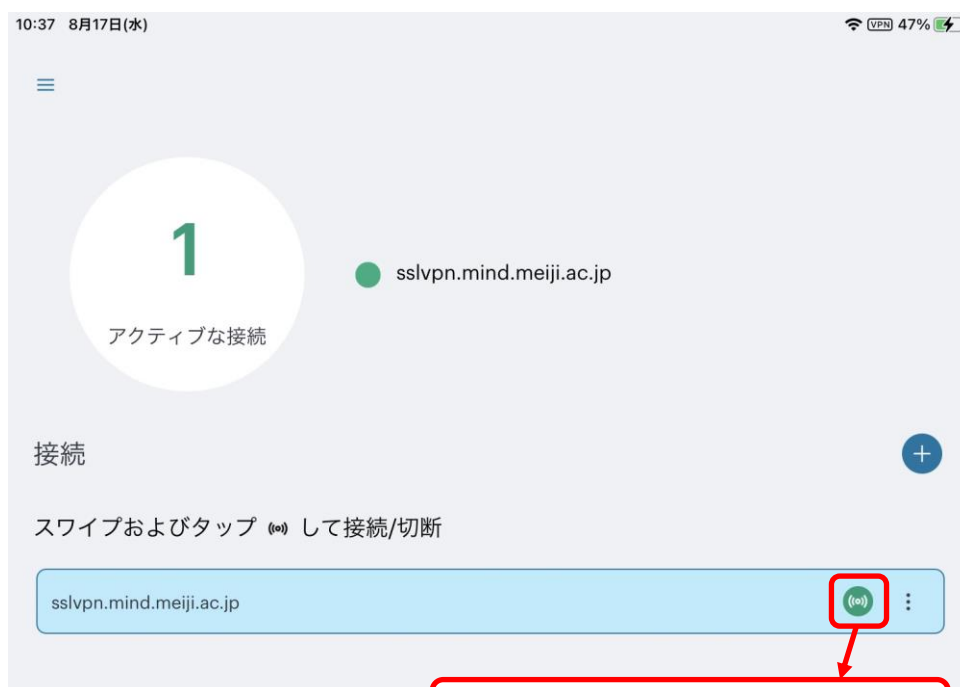 10:37 8月17日(水) VPN 47%
1
アクティブな接続
sslvpn.mind.meiji.ac.jp
接続
スワイプおよびタップ して接続/切断
sslvpn.mind.meiji.ac.jp